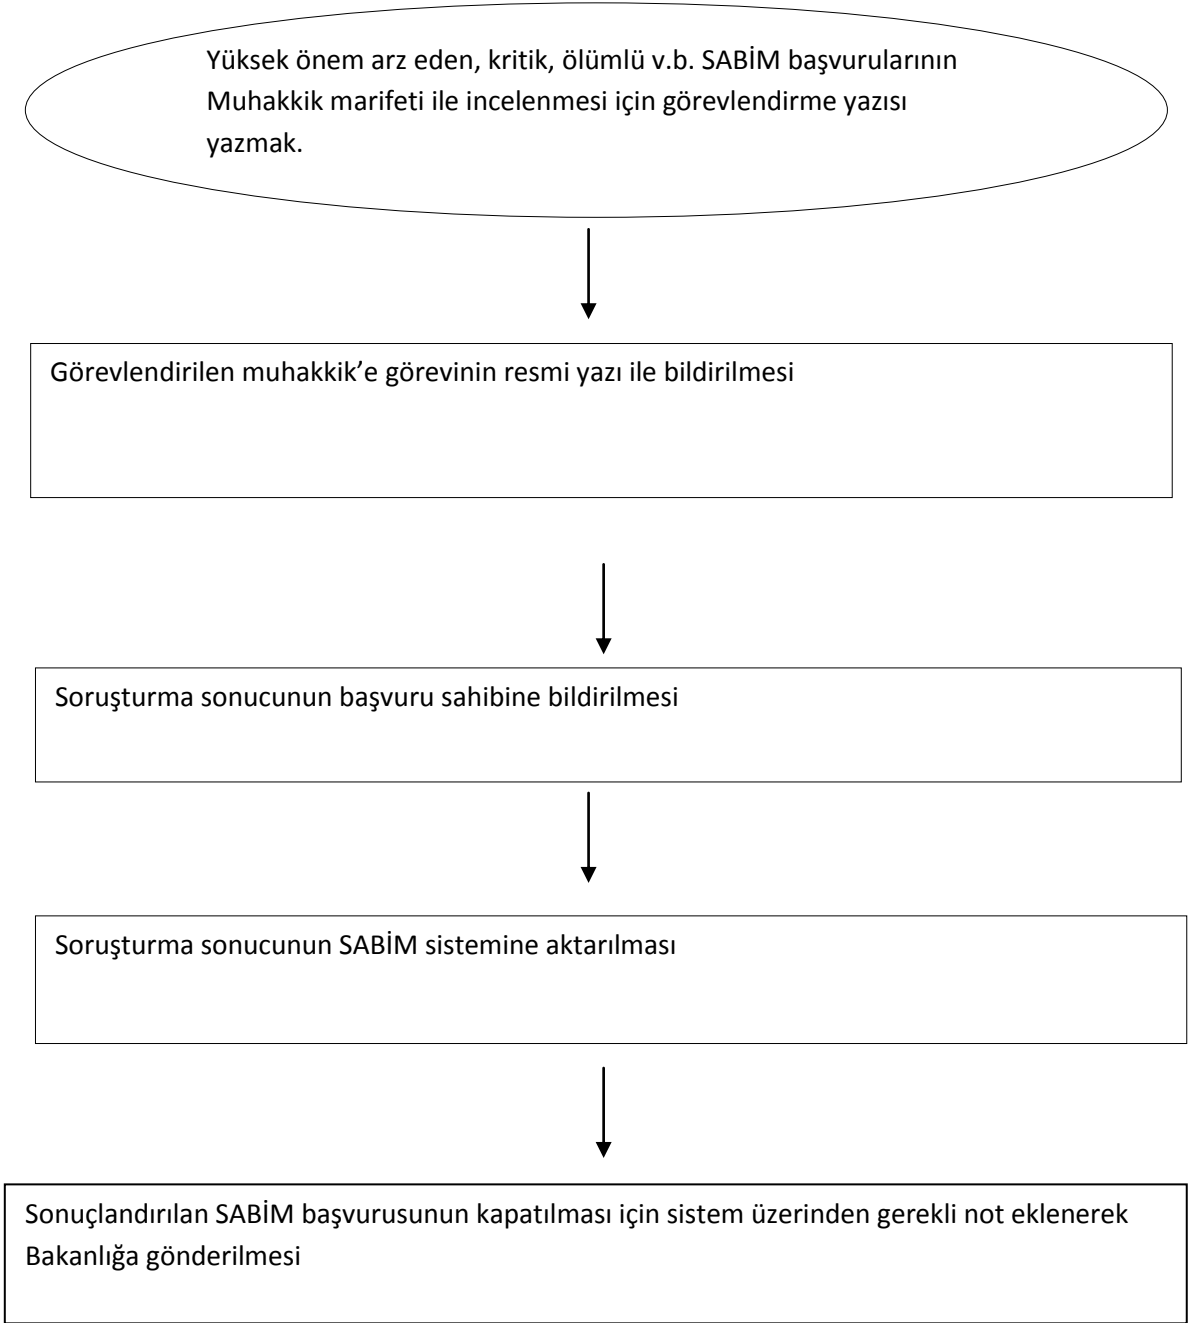 Yüksek önem arz eden, kritik, ölümlü v.b. SABİM başvurularının
Muhakkik marifeti ile incelenmesi için görevlendirme yazısı
yazmak.
Görevlendirilen muhakkik’e görevinin resmi yazı ile bildirilmesi
Soruşturma sonucunun başvuru sahibine bildirilmesi
Soruşturma sonucunun SABİM sistemine aktarılması
Sonuçlandırılan SABİM başvurusunun kapatılması için sistem üzerinden gerekli not eklenerek
Bakanlığa gönderilmesi